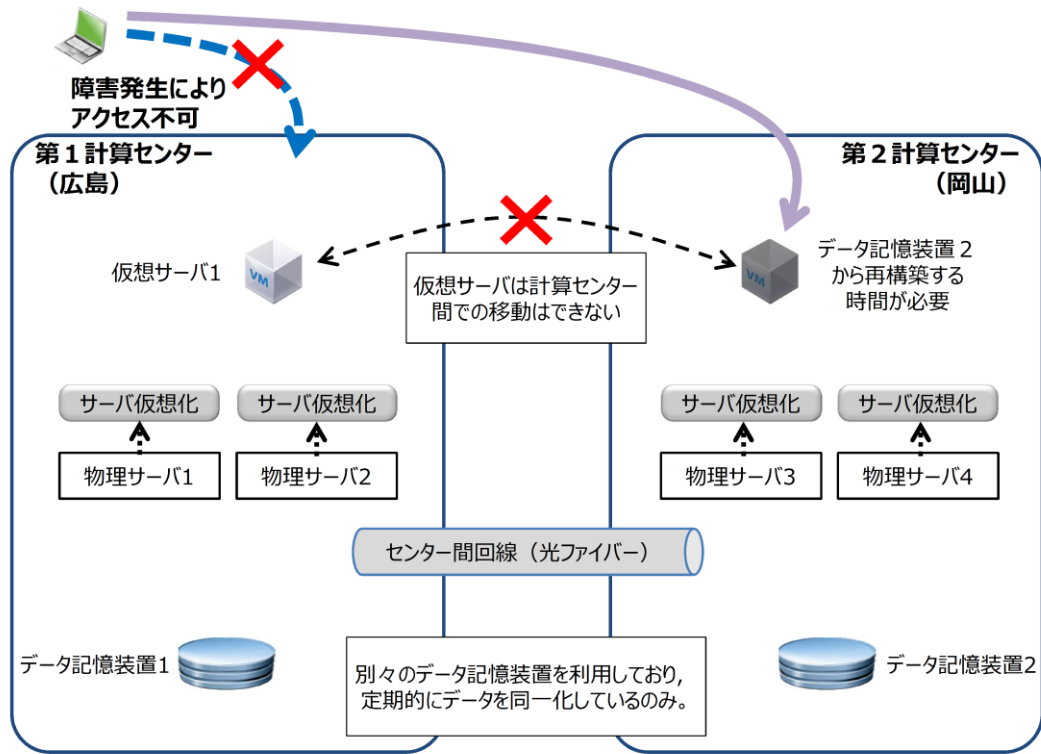 障害発生により
アクセス不可
第１計算センター
（広島）
第２計算センター
（岡山）
仮想サーバ1
VM
仮想サーバは計算センター
間での移動はできない
VM
データ記憶装置２
から再構築する
時間が必要
サーバ仮想化
サーバ仮想化
サーバ仮想化
サーバ仮想化
物理サーバ1
物理サーバ2
物理サーバ3
物理サーバ4
センター間回線（光ファイバー）
データ記憶装置1
別々のデータ記憶装置を利用しており，
定期的にデータを同一化しているのみ。
データ記憶装置2